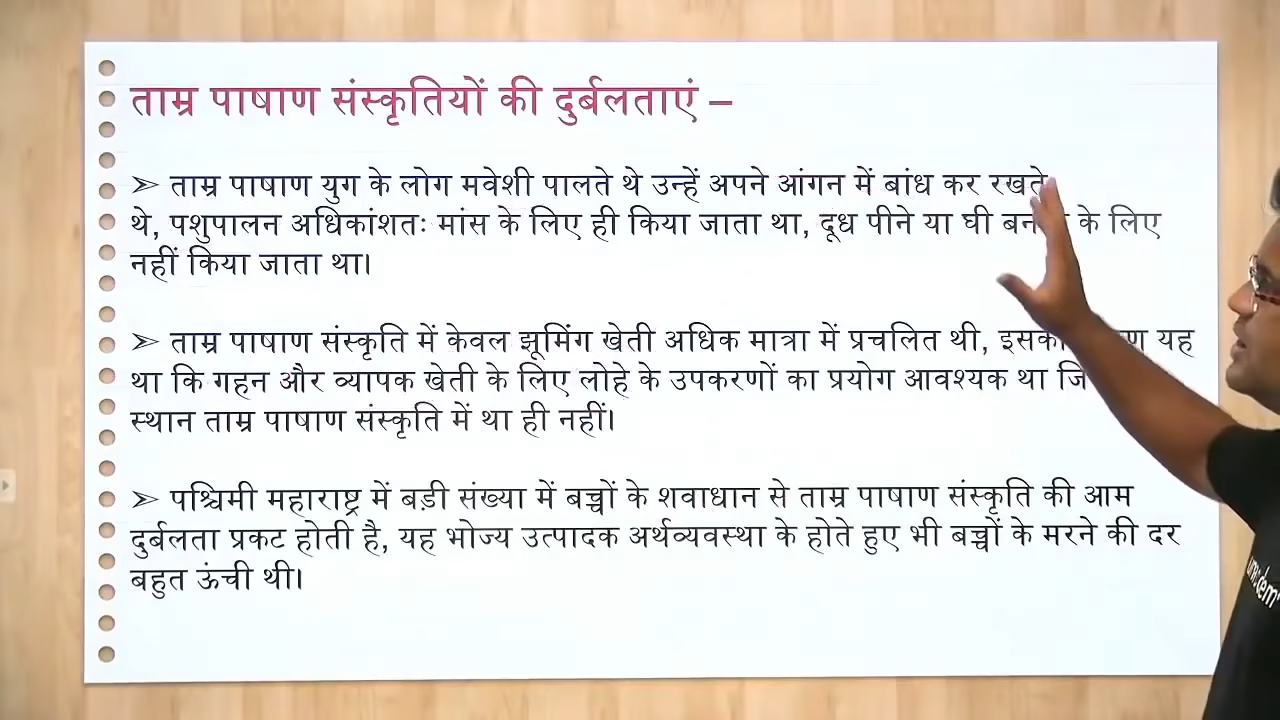 ताम्र पाषाण संस्कृतियों की दुर्बलताएं –
➢ ताम्र पाषाण युग के लोग मवेशी पालते थे उन्हें अपने आंगन में बांध कर रखते
थे, पशुपालन अधिकांशतः मांस के लिए ही किया जाता था, दूध पीने या घी के लिए
नहीं किया जाता था।
➢ ताम्र पाषाण संस्कृति में केवल झूमिंग खेती अधिक मात्रा में प्रचलित थी, यह
था कि गहन और व्यापक खेती के लिए लोहे के उपकरणों का प्रयोग आवश्यक था
स्थान ताम्र पाषाण संस्कृति में था ही नहीं।
➢ पश्चिमी महाराष्ट्र में बड़ी संख्या में बच्चों के शवाधान से ताम्र पाषाण संस्कृति की आम
दुर्बलता प्रकट होती है, यह भोज्य उत्पादक अर्थव्यवस्था के होते हुए भी बच्चों के मरने की दर
बहुत ऊंची थी।